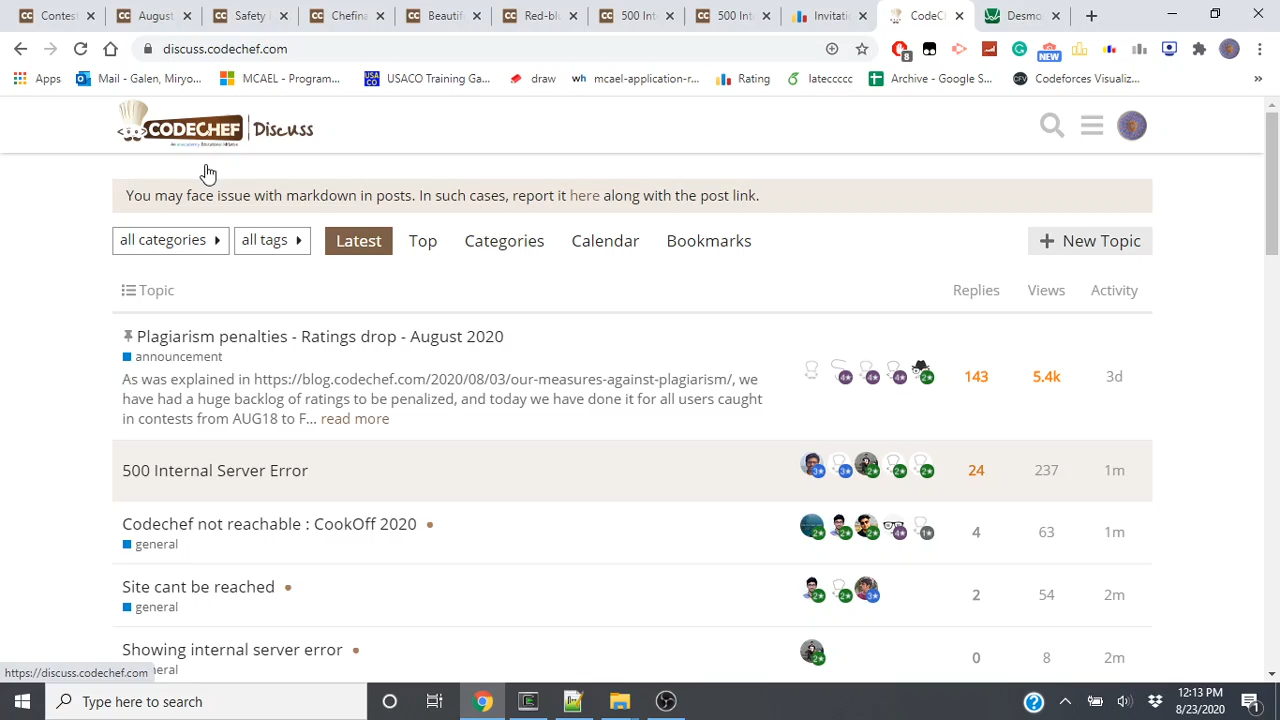 Contes
August
Safety
Chefina
Beautif
Red-blu
500 Int
500 Int
Invitati
CodeC
Desmo
discuss.codechef.com
8
NEW
Apps
Mail - Galen, Miryo...
MCAEL - Program...
USACO Training Ga...
draw
mcael-application-r...
Rating
lateccccc
Archive - Google S...
Codeforces Visualiz...
»
CODECHEF Discuss
You may face issue with markdown in posts. In such cases, report it here along with the post link.
all categories
all tags
Latest
Top
Categories
Calendar
Bookmarks
+ New Topic
Topic
Replies
Views
Activity
Plagiarism penalties - Ratings drop - August 2020
announcement
As was explained in https://blog.codechef.com/2020/08/03/our-measures-against-plagiarism/, we
have had a huge backlog of ratings to be penalized, and today we have done it for all users caught
in contests from AUG18 to F... read more
143
5.4k
3d
500 Internal Server Error
24
237
1m
Codechef not reachable : CookOff 2020
general
4
63
1m
Site cant be reached
general
2
54
2m
Showing internal server error
0
8
2m
https://discuss.codechef.com
neral
Type here to search
12:13 PM
8/23/2020